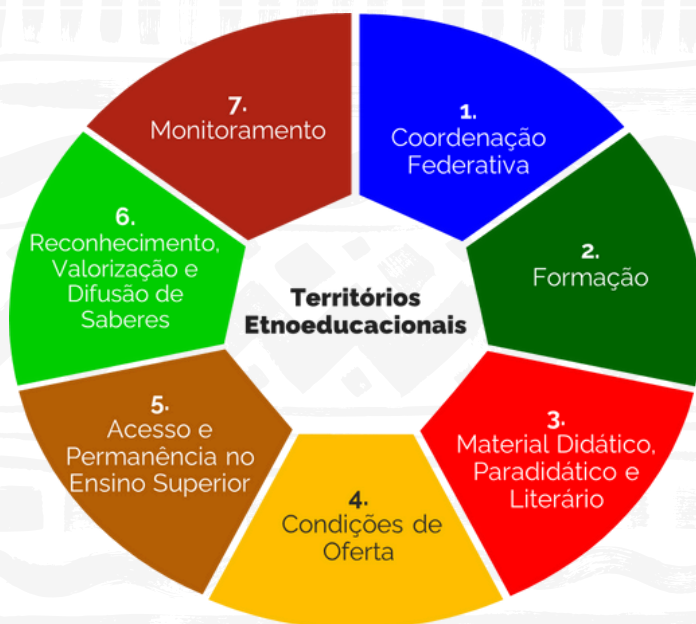 Territórios
Etnoeducacionais
1.
Coordenação
Federativa
2.
Formação
3.
Material Didático,
Paradidático e
Literário
4.
Condições de
Oferta
5.
Acesso e
Permanência no
Ensino Superior
6.
Reconhecimento,
Valorização e
Difusão de
Saberes
7.
Monitoramento